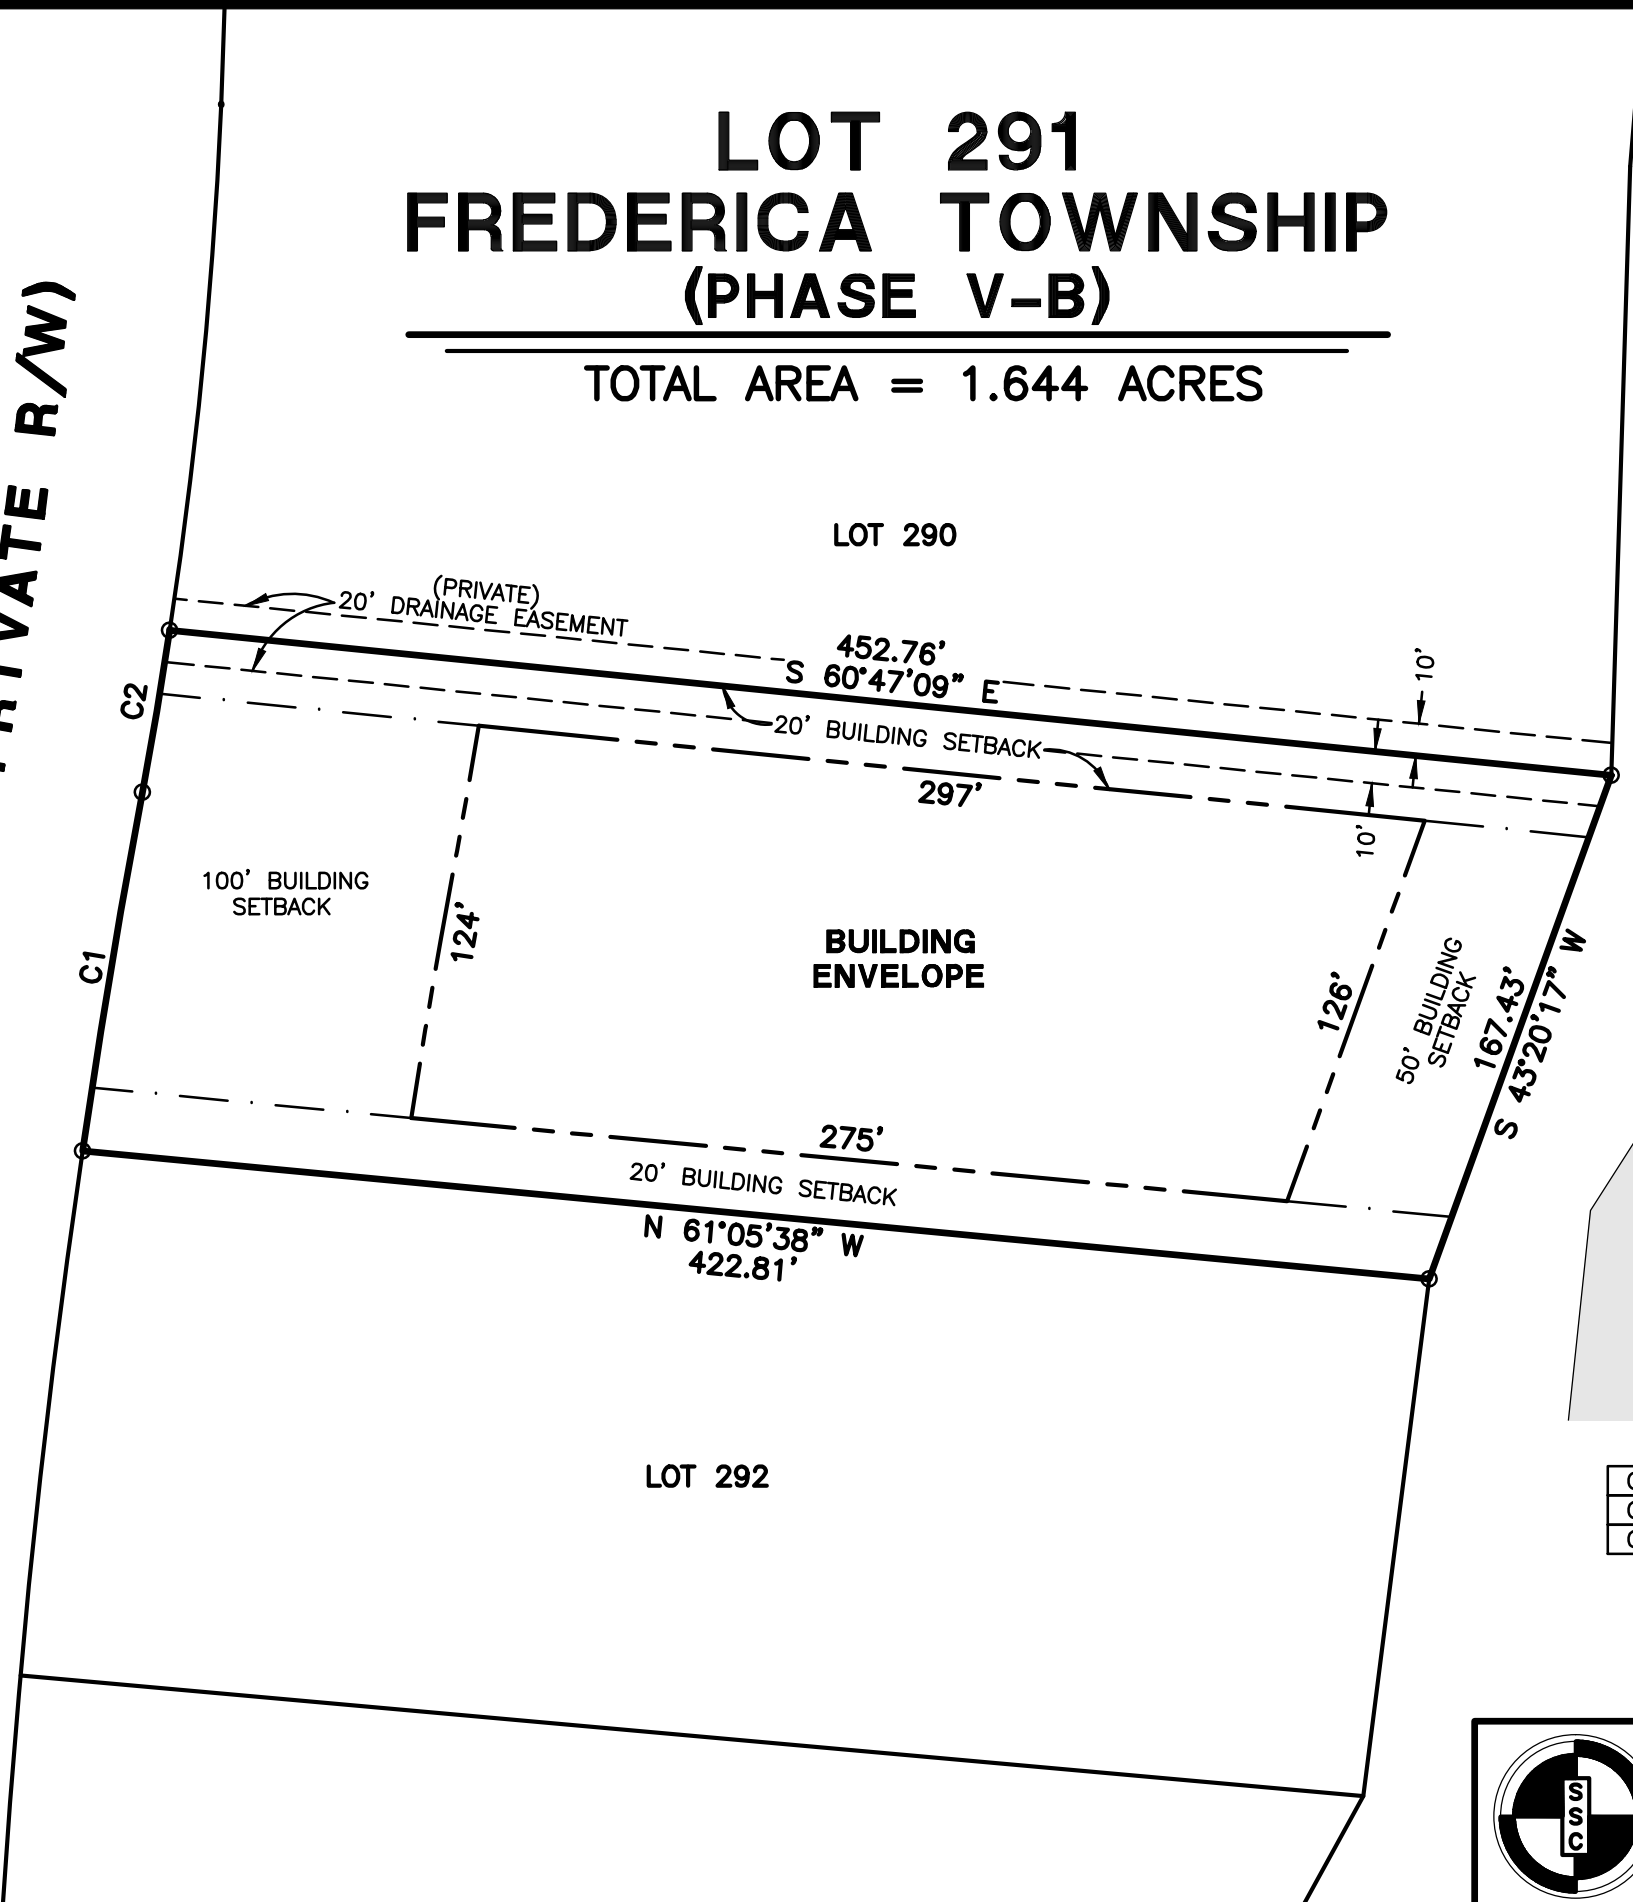 LOT 291
FREDERICA TOWNSHIP
(PHASE V-B)
TOTAL AREA = 1.644 ACRES
R/W)
LOT 290
(PRIVATE)
20' DRAINAGE EASEMENT
452.76'
S 60°47'09" E
10'
C2
20' BUILDING SETBACK
297'
10'
100' BUILDING
SETBACK
124'
C1
BUILDING
ENVELOPE
126'
50' BUILDING
SETBACK
167.43'
S 43°20'17" W
275'
20' BUILDING SETBACK
N 61°05'38" W
422.81'
LOT 292
S
S
C